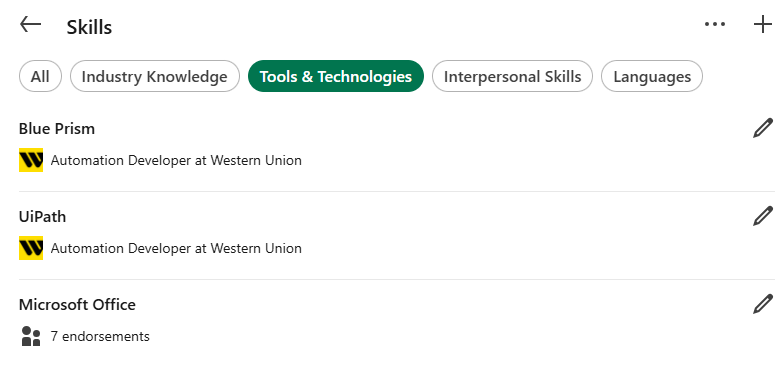 Skills
All
Industry Knowledge
Tools & Technologies
Interpersonal Skills
Languages
Blue Prism
Automation Developer at Western Union
UiPath
Automation Developer at Western Union
Microsoft Office
7 endorsements